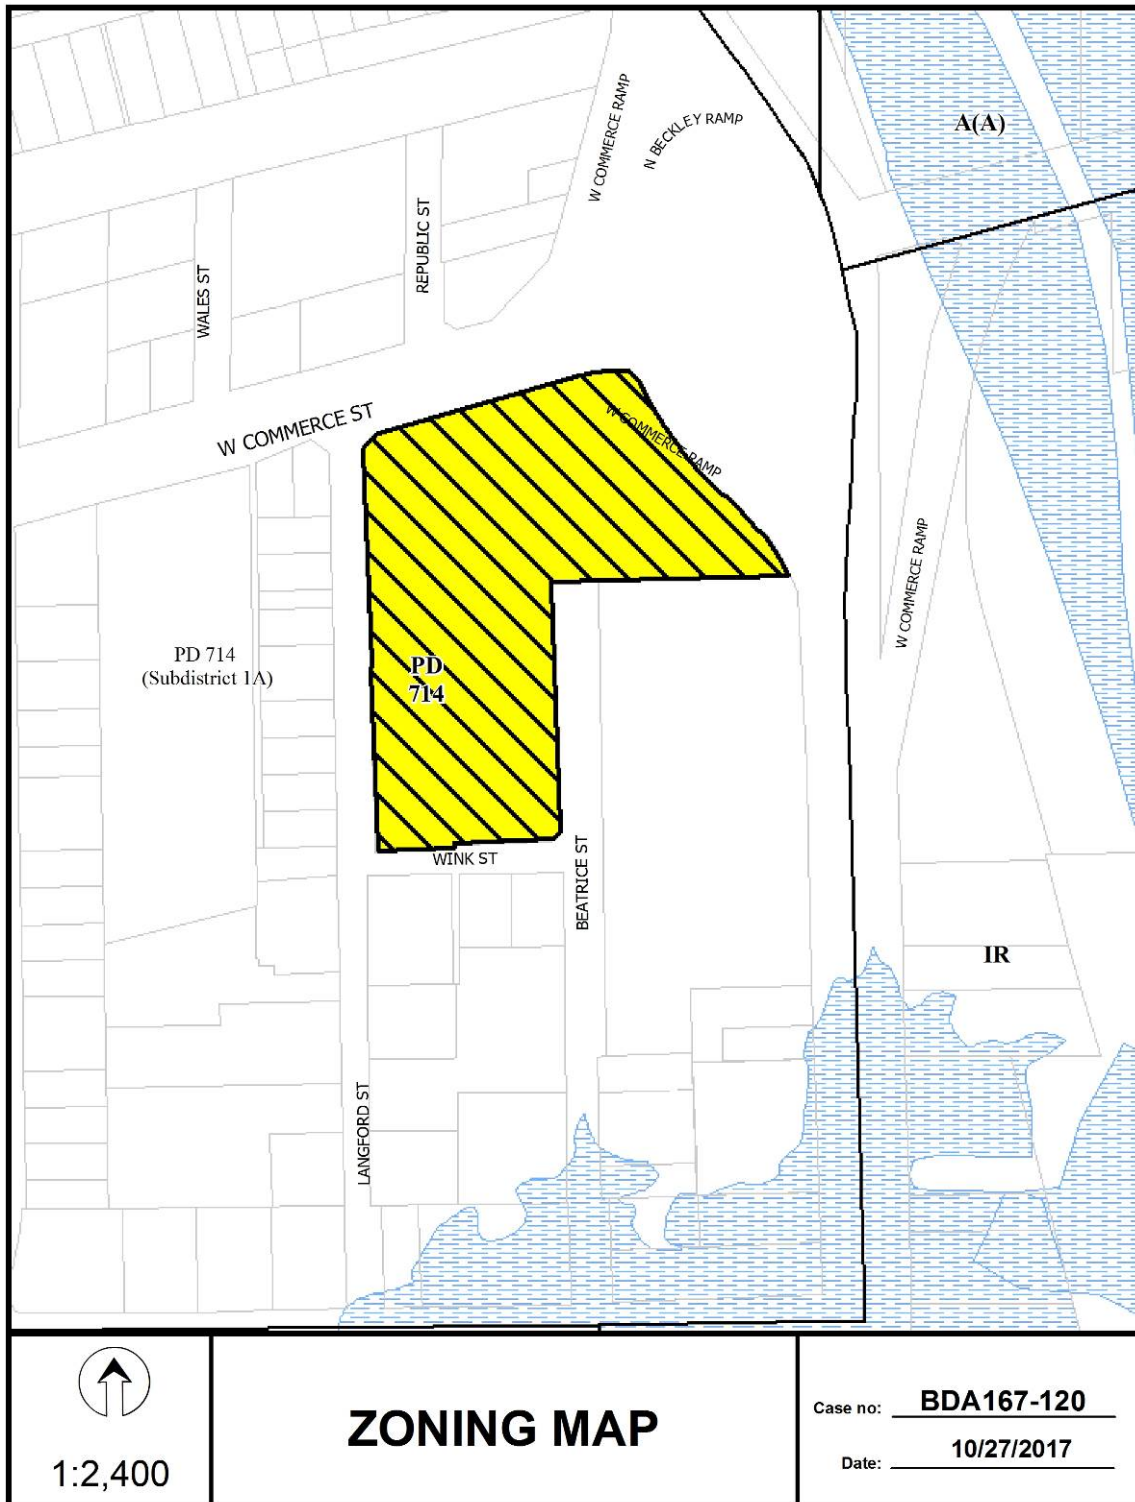 W COMMERCE RAMP
N BECKLEY RAMP
A(A)
REPUBLIC ST
WALES ST
W COMMERCE ST
W COMMERCE RAMP
W COMMERCE RAMP
PD 714
(Subdistrict 1A)
PD
714
WINK ST
BEATRICE ST
IR
LANGFORD ST
1:2,400
ZONING MAP
Case no: BDA167-120
Date: 10/27/2017